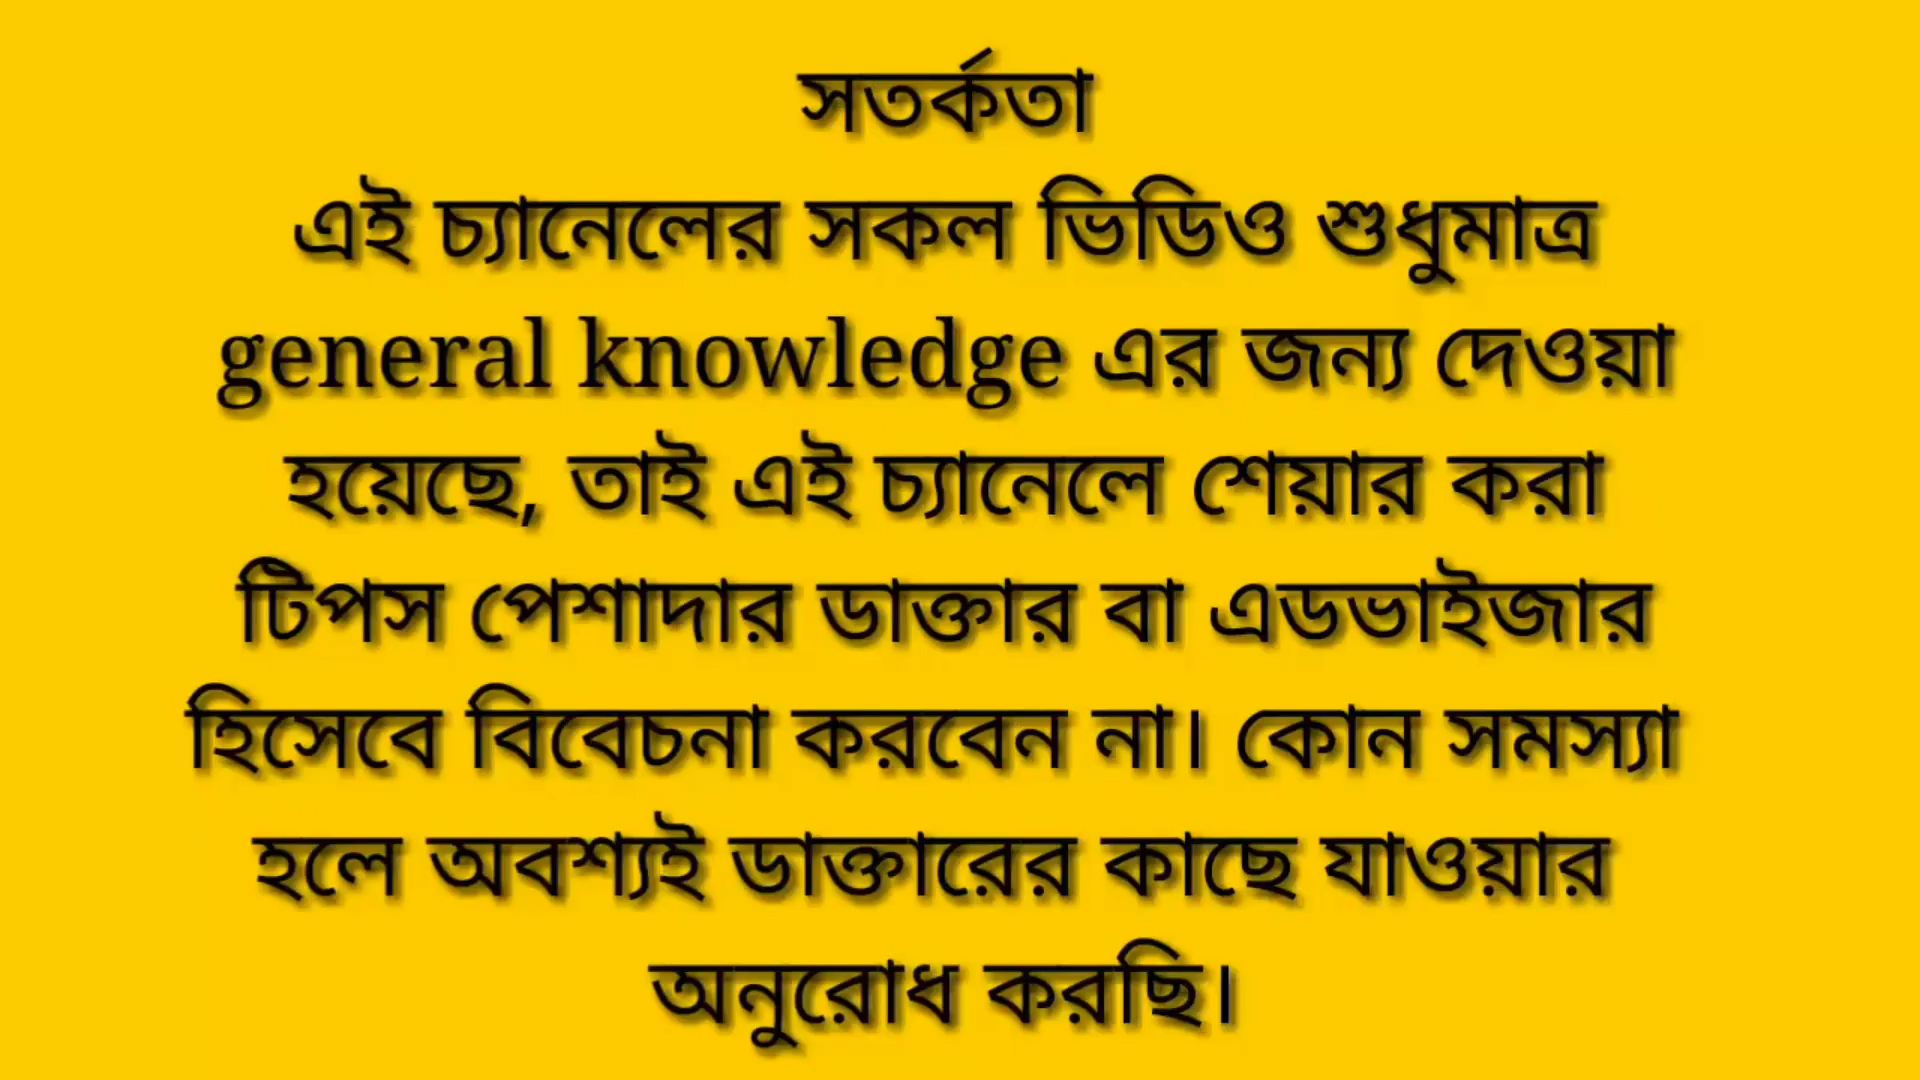 সতর্কতা
এই চ্যানেলের সকল ভিডিও শুধুমাত্র
general knowledge এর জন্য দেওয়া
হয়েছে, তাই এই চ্যানেলে শেয়ার করা
টিপস পেশাদার ডাক্তার বা এডভাইজার
হিসেবে বিবেচনা করবেন না। কোন সমস্যা
হলে অবশ্যই ডাক্তারের কাছে যাওয়ার
অনুরোধ করছি।